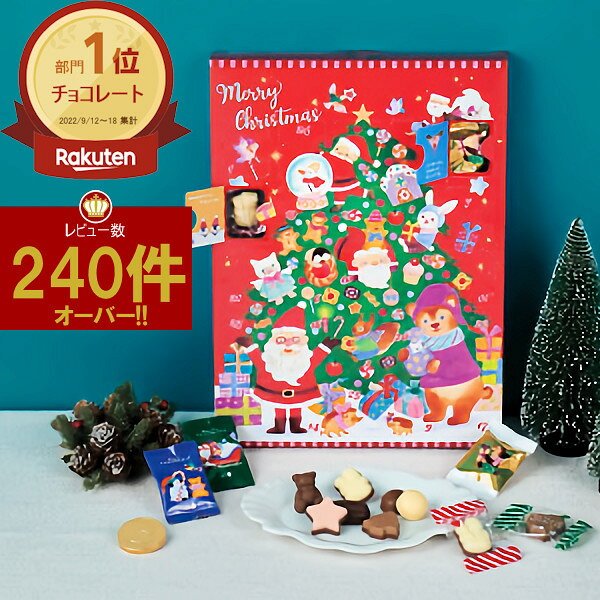 部門1位
チョコレート
2022/9/12〜18 集計
Rakuten
レビュー数
240件
オーバー!!
Merry
Christmas